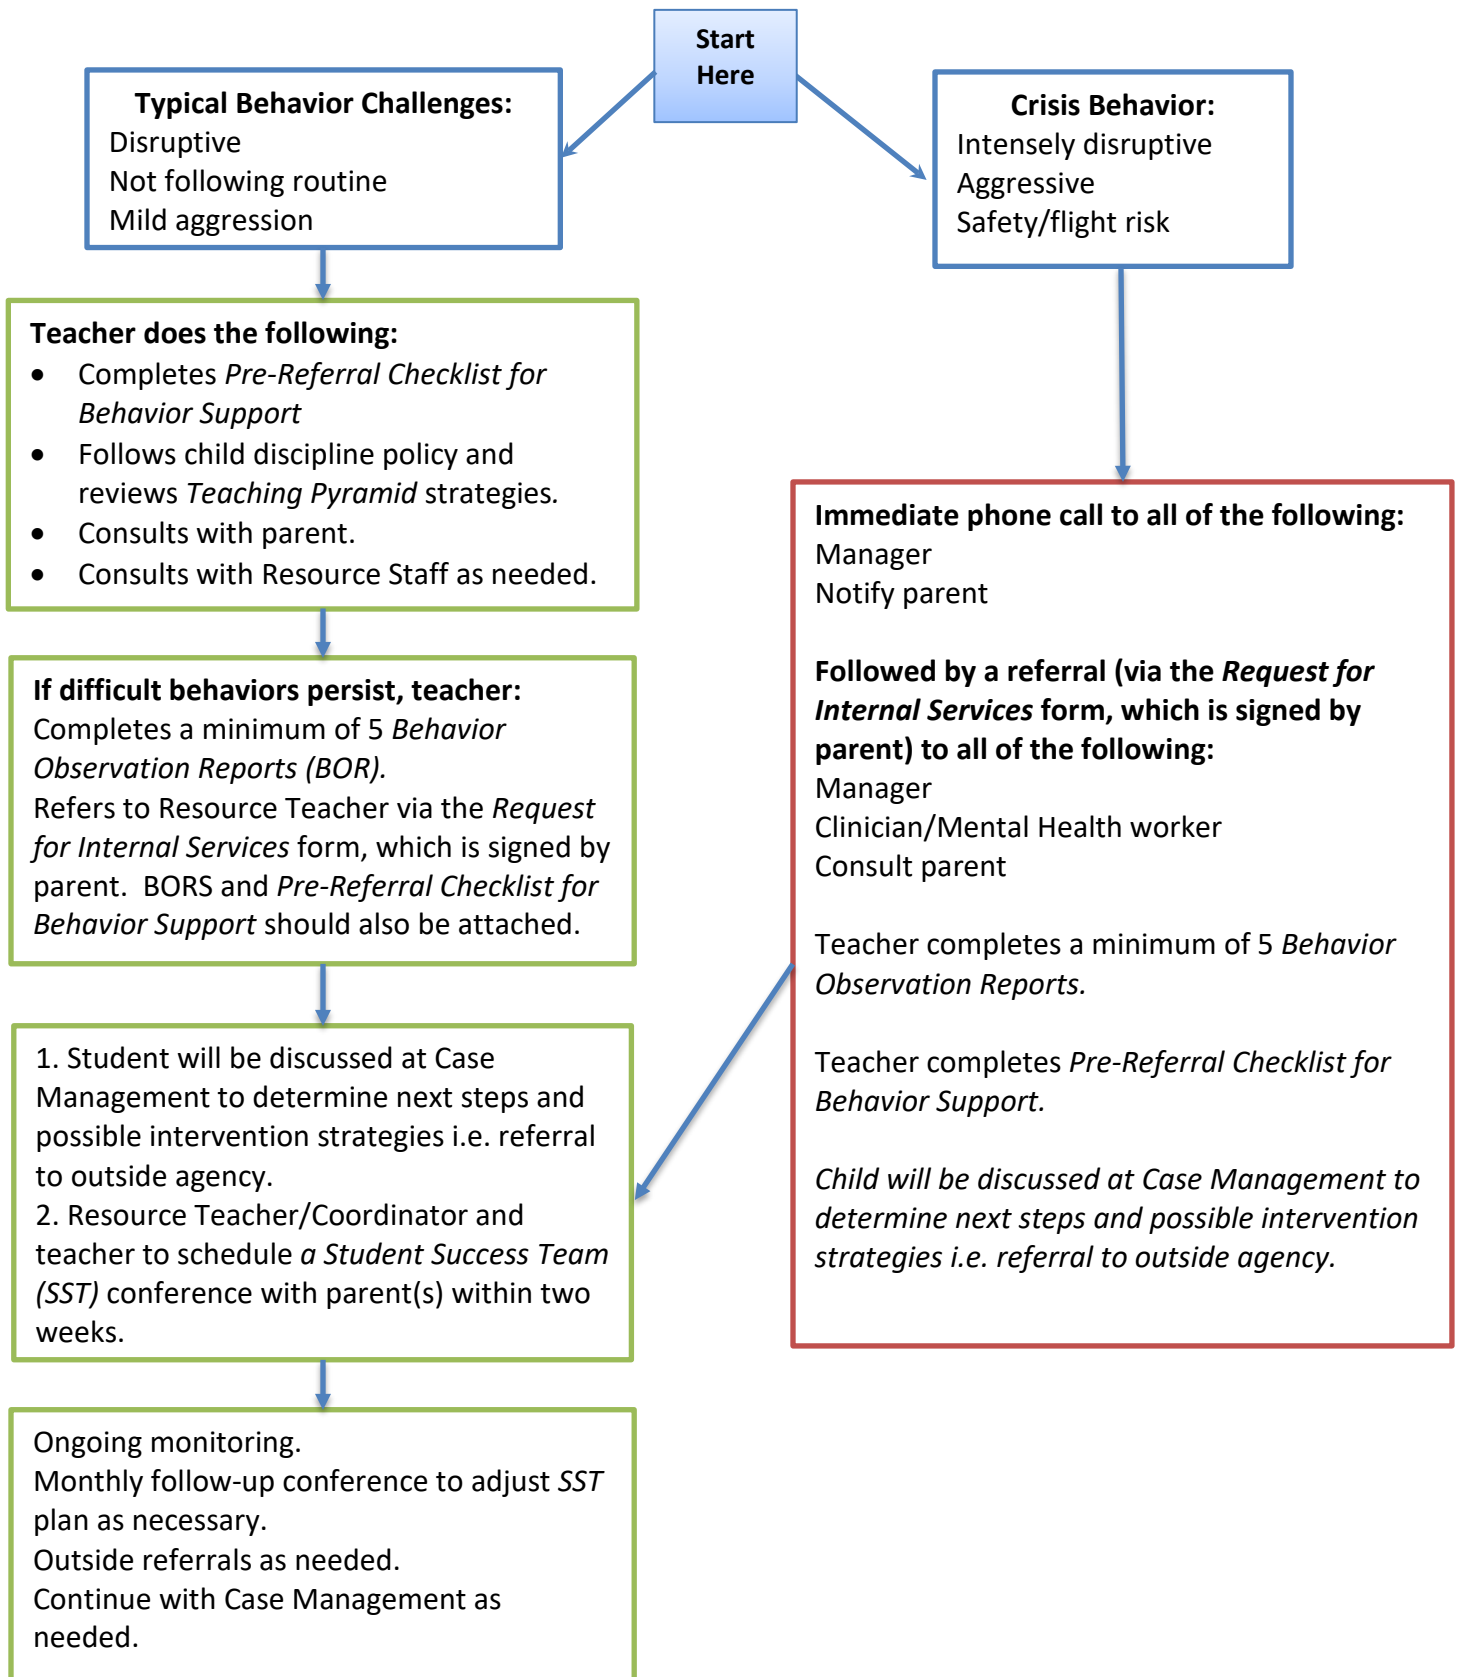 Start
Here
Typical Behavior Challenges:
Disruptive
Not following routine
Mild aggression
Crisis Behavior:
Intensely disruptive
Aggressive
Safety/flight risk
Teacher does the following:
• Completes Pre-Referral Checklist for
Behavior Support
• Follows child discipline policy and
reviews Teaching Pyramid strategies.
• Consults with parent.
• Consults with Resource Staff as needed.
If difficult behaviors persist, teacher:
Completes a minimum of 5 Behavior
Observation Reports (BOR).
Refers to Resource Teacher via the Request
for Internal Services form, which is signed by
parent.  BORS and Pre-Referral Checklist for
Behavior Support should also be attached.
1. Student will be discussed at Case
Management to determine next steps and
possible intervention strategies i.e. referral
to outside agency.
2. Resource Teacher/Coordinator and
teacher to schedule a Student Success Team
(SST) conference with parent(s) within two
weeks.
Ongoing monitoring.
Monthly follow-up conference to adjust SST
plan as necessary.
Outside referrals as needed.
Continue with Case Management as
needed.
Immediate phone call to all of the following:
Manager
Notify parent
Followed by a referral (via the Request for
Internal Services form, which is signed by
parent) to all of the following:
Manager
Clinician/Mental Health worker
Consult parent
Teacher completes a minimum of 5 Behavior
Observation Reports.
Teacher completes Pre-Referral Checklist for
Behavior Support.
Child will be discussed at Case Management to
determine next steps and possible intervention
strategies i.e. referral to outside agency.